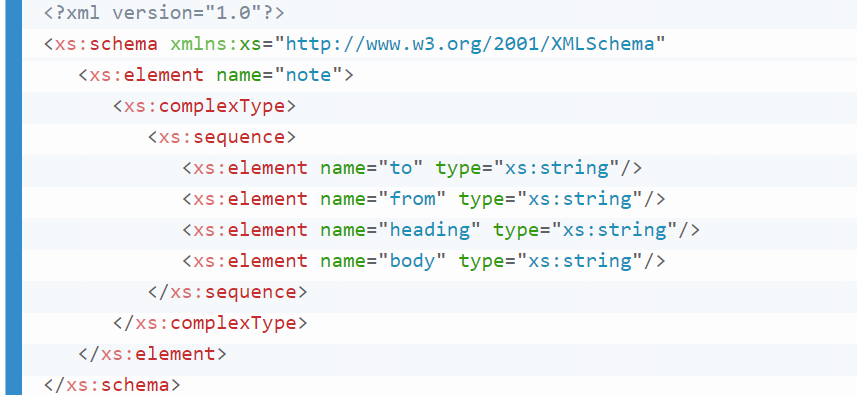 <?xml version="1.0"?>
<xs:schema xmlns:xs="http://www.w3.org/2001/XMLSchema"
<xs:element name="note">
<xs:complexType>
<xs:sequence>
<xs:element name="to" type="xs:string"/>
<xs:element name="from" type="xs:string"/>
<xs:element name="heading" type="xs:string"/>
<xs:element name="body" type="xs:string"/>
</xs:sequence>
</xs:complexType>
</xs:element>
</xs:schema>